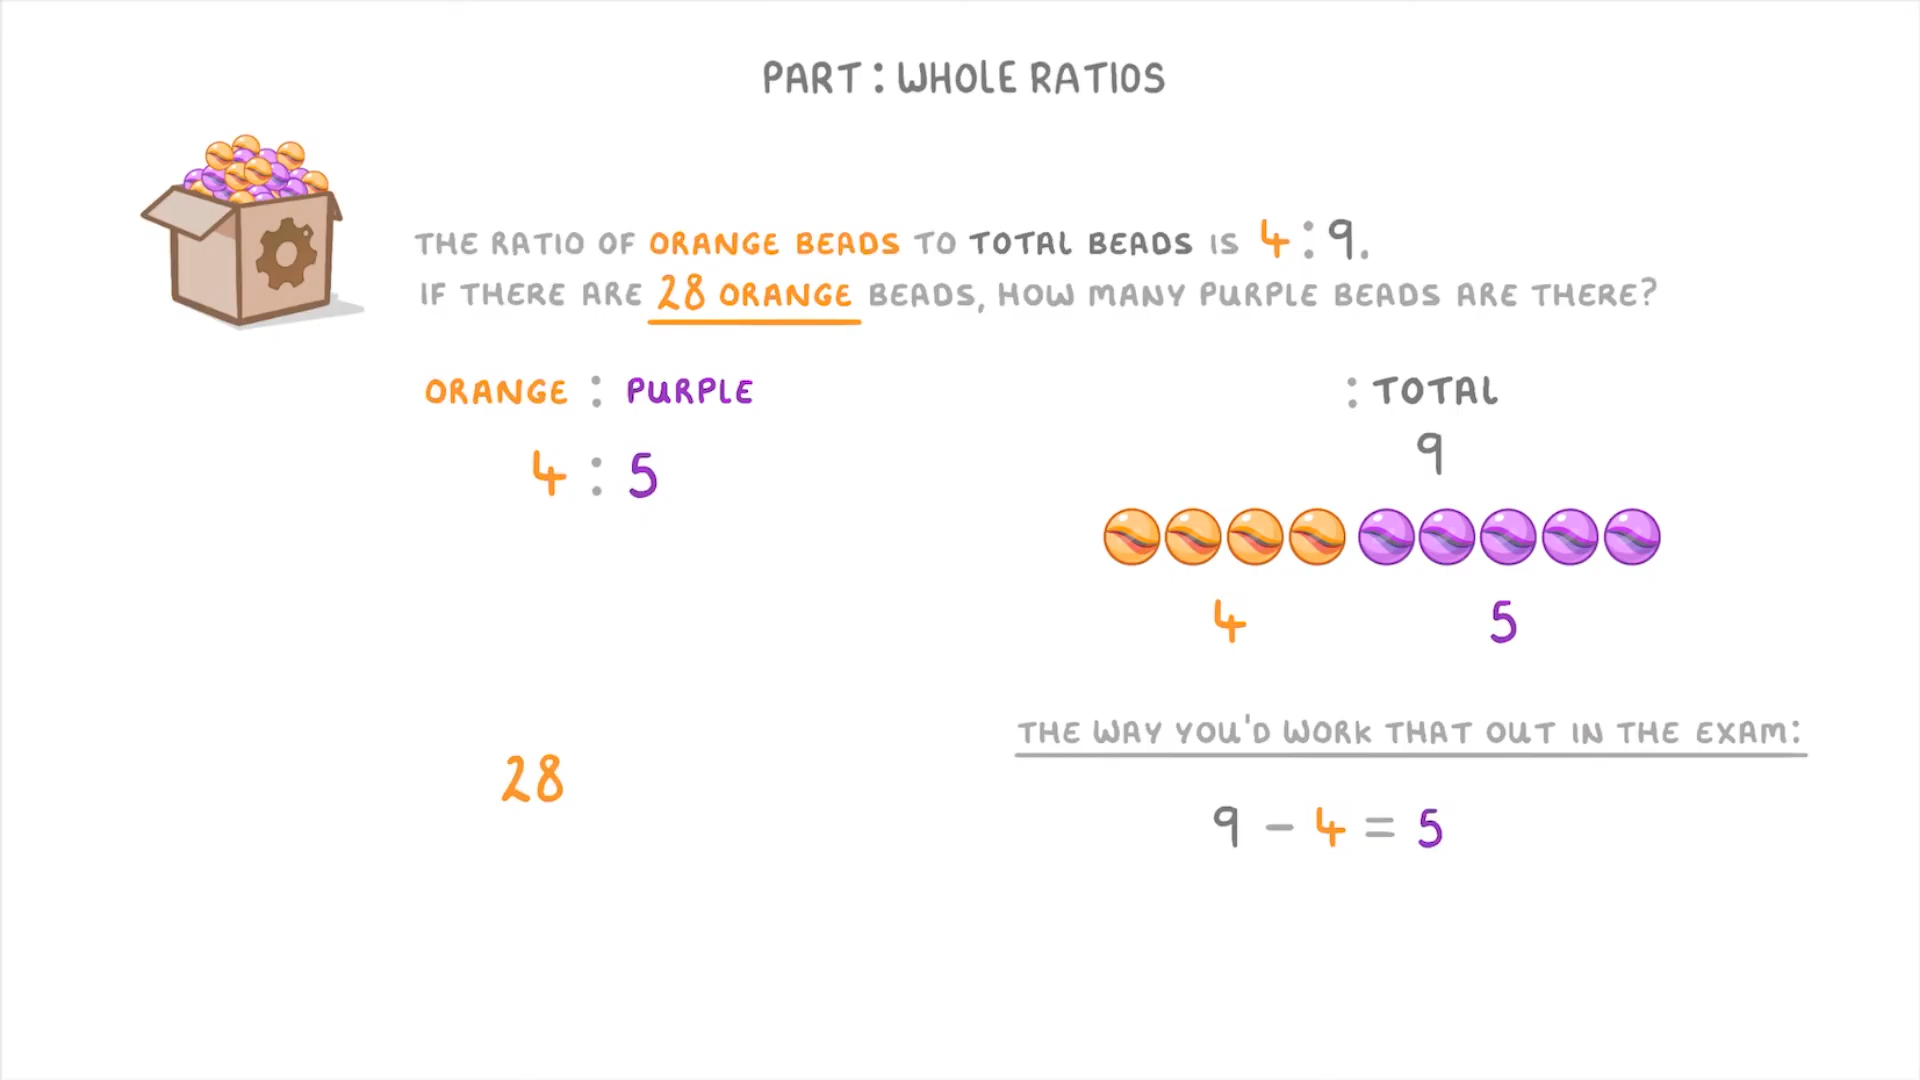 PART : WHOLE RATIOS
THE RATIO OF ORANGE BEADS TO TOTAL BEADS IS 4 : 9.
IF THERE ARE 28 ORANGE BEADS, HOW MANY PURPLE BEADS ARE THERE?
ORANGE : PURPLE
4 : 5
28
: TOTAL
9
4 5
THE WAY YOU'D WORK THAT OUT IN THE EXAM:
9 - 4 = 5